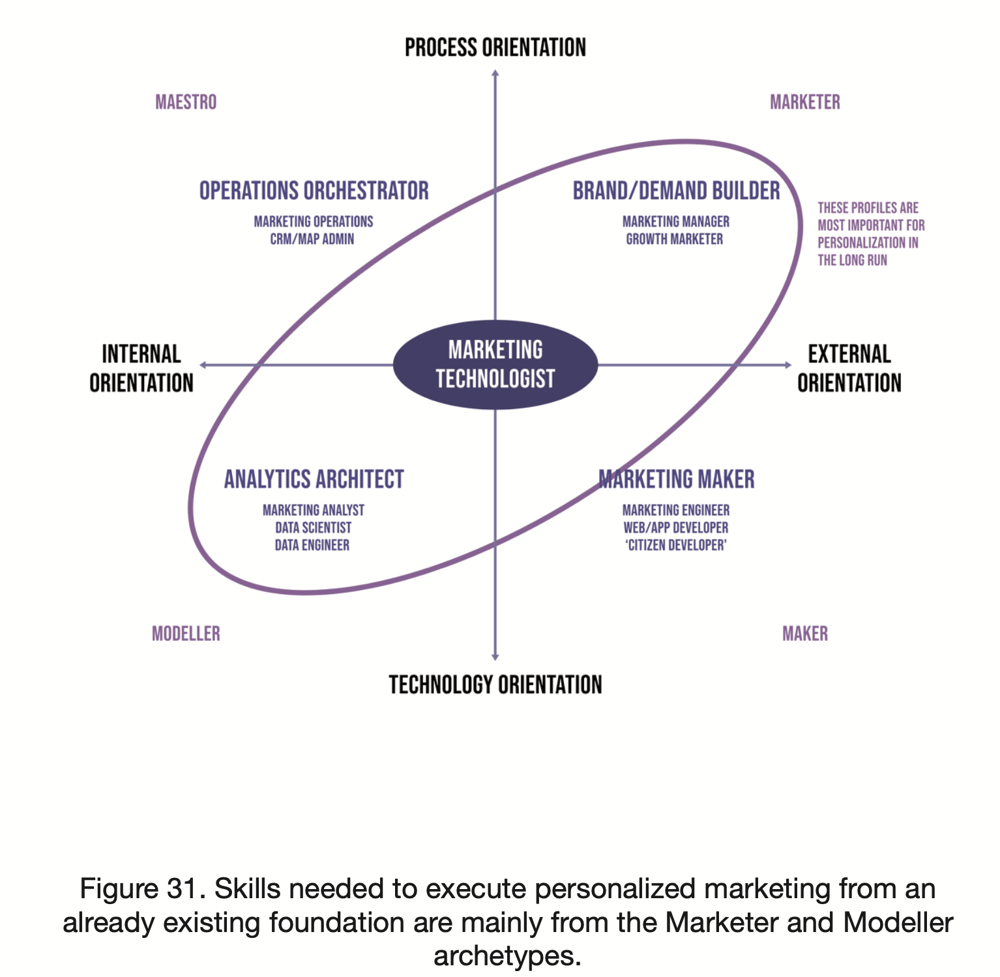 PROCESS ORIENTATION
MAESTRO
MARKETER
OPERATIONS ORCHESTRATOR
MARKETING OPERATIONS
CRM/MAP ADMIN
BRAND/DEMAND BUILDER
MARKETING MANAGER
GROWTH MARKETER
THESE PROFILES ARE
MOST IMPORTANT FOR
PERSONALIZATION IN
THE LONG RUN
INTERNAL
ORIENTATION
MARKETING
TECHNOLOGIST
EXTERNAL
ORIENTATION
ANALYTICS ARCHITECT
MARKETING ANALYST
DATA SCIENTIST
DATA ENGINEER
MARKETING MAKER
MARKETING ENGINEER
WEB/APP DEVELOPER
‘CITIZEN DEVELOPER’
MODELLER
MAKER
TECHNOLOGY ORIENTATION
Figure 31. Skills needed to execute personalized marketing from an
already existing foundation are mainly from the Marketer and Modeller
archetypes.